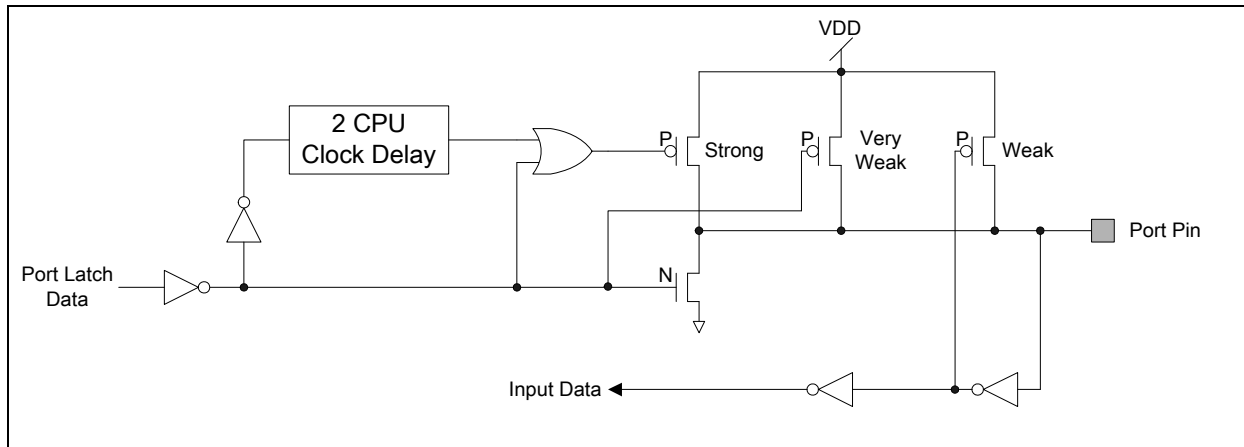 VDD
2 CPU
Clock Delay
P
Strong
P
Very
Weak
P
Weak
Port Pin
Port Latch
Data
N
Input Data